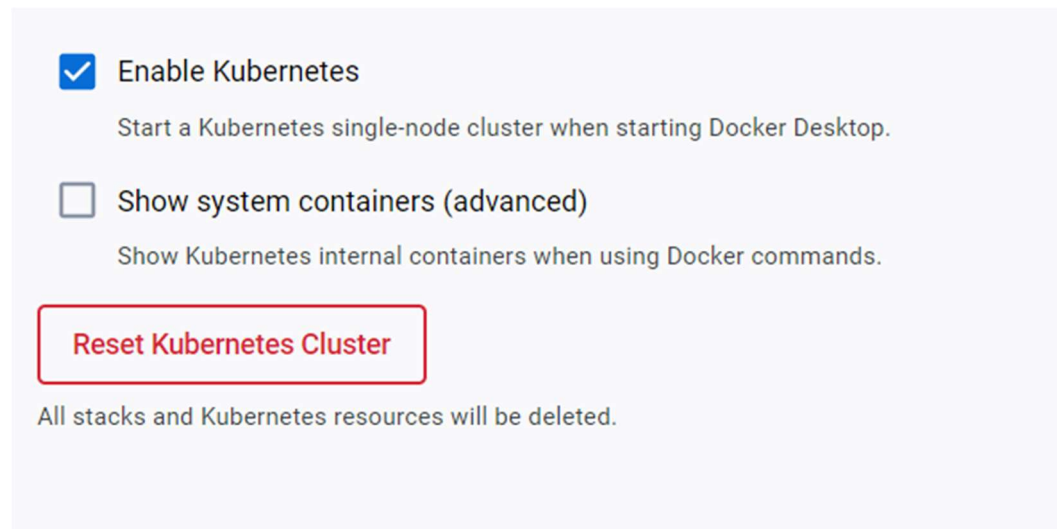 Enable Kubernetes
Start a Kubernetes single-node cluster when starting Docker Desktop.
Show system containers (advanced)
Show Kubernetes internal containers when using Docker commands.
Reset Kubernetes Cluster
All stacks and Kubernetes resources will be deleted.